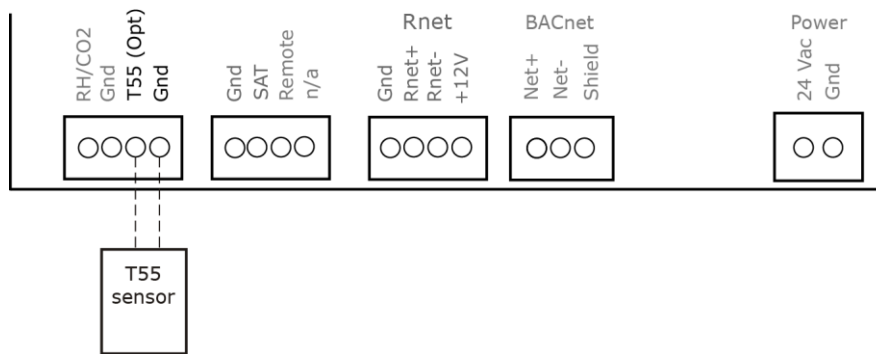 Rnet
BACnet
Power
RH/CO2
Gnd
T55 (Opt)
Gnd
Gnd
SAT
Remote
n/a
Gnd
Rnet+
Rnet-
+12V
Net+
Net-
Shield
24 Vac
Gnd
T55
sensor